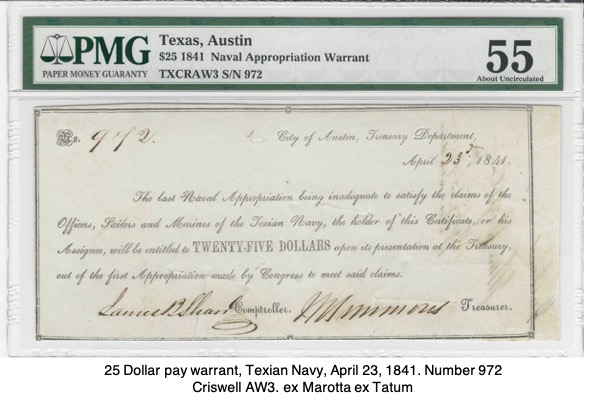 PMG
PAPER MONEY GUARANTY
Texas, Austin
$25 1841 Naval Appropriation Warrant
TXCRAW3 S/N 972
55
About Uncirculated
No. 972.
City of Austin, Treasury Department,
April 23d, 1841.
The last Naval Appropriation being inadequate to satisfy the claims of the
Officers, Sailors and Marines of the Texian Navy, the holder of this Certificate, or his
Assignee, will be entitled to TWENTY-FIVE DOLLARS upon its presentation at the Treasury,
out of the first Appropriation made by Congress to meet said claims.
James B Shaw Comptroller. Simmons Treasurer.
25 Dollar pay warrant, Texian Navy, April 23, 1841. Number 972
Criswell AW3. ex Marotta ex Tatum